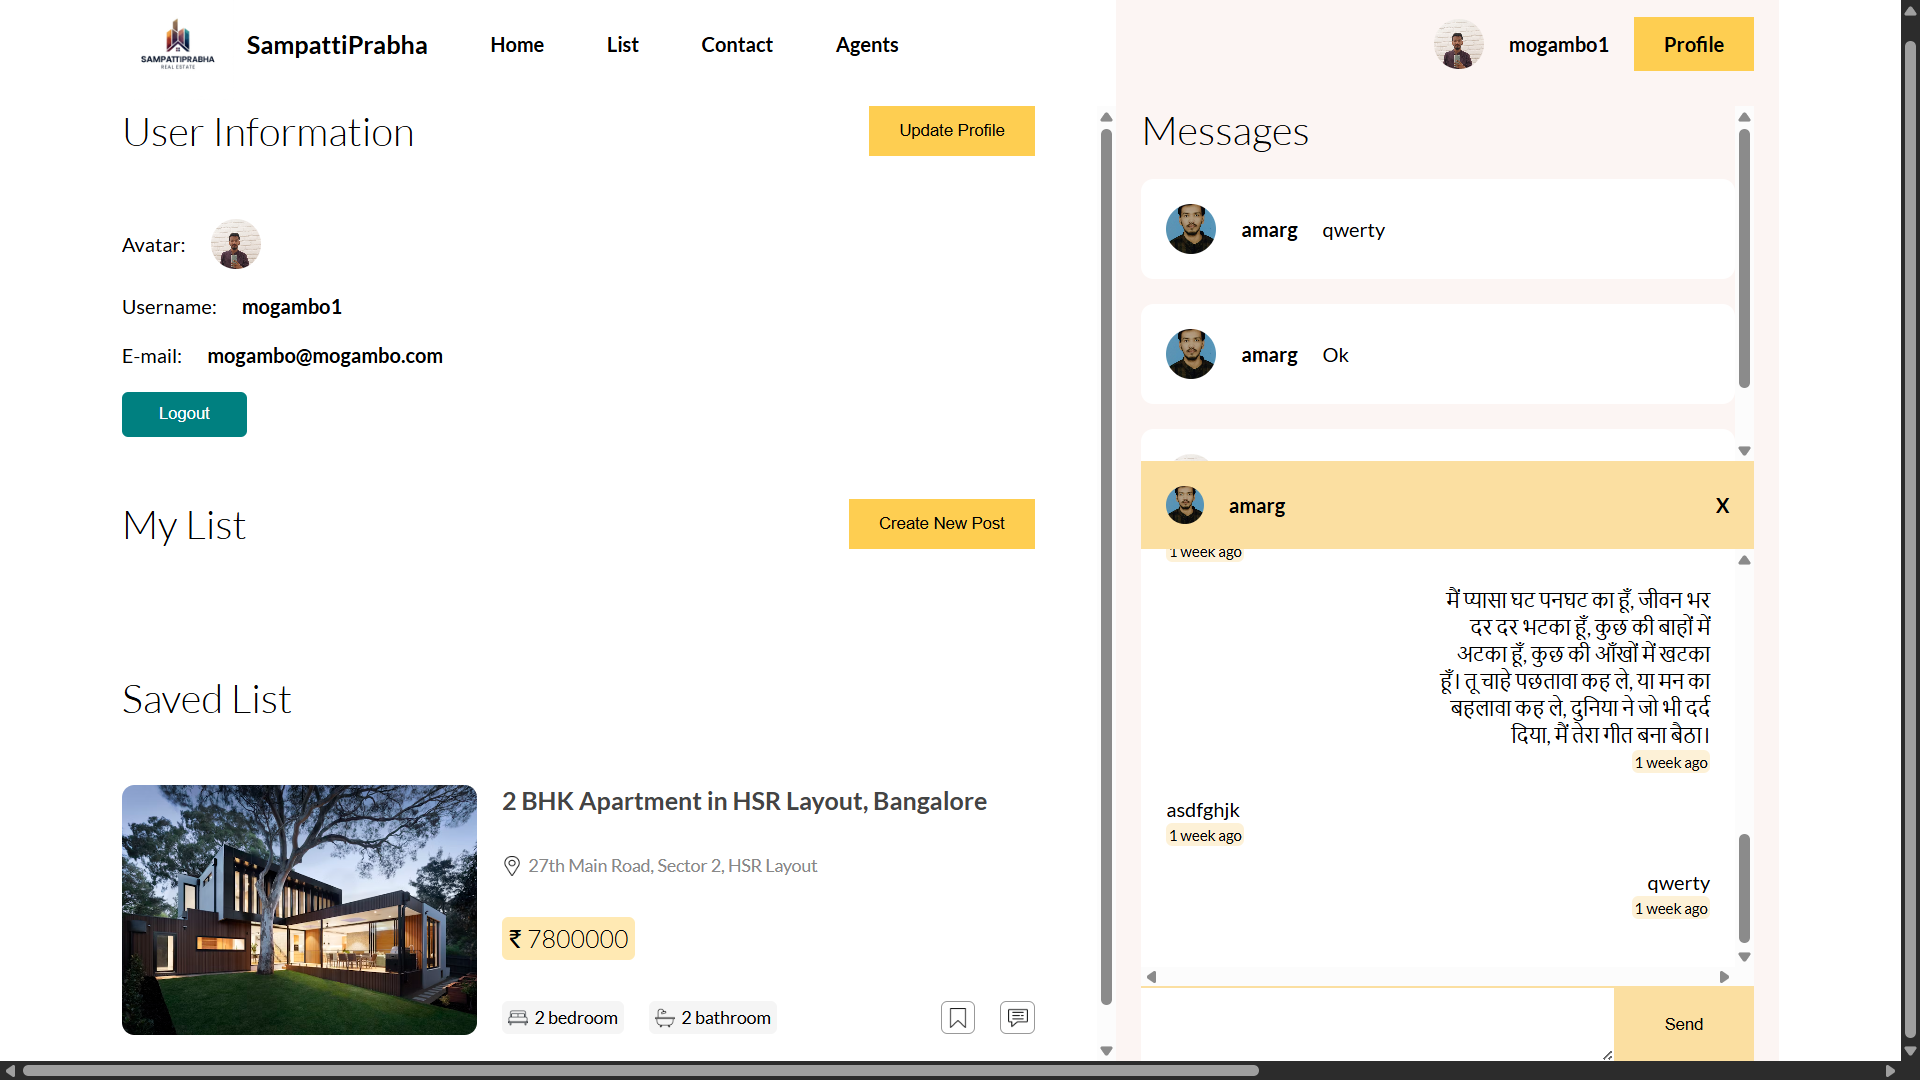 SAMPATTIPRABHA
REAL ESTATE
SampattiPrabha
Home
List
Contact
Agents
mogambo1
Profile
User Information
Update Profile
Avatar:
Username: mogambo1
E-mail: mogambo@mogambo.com
Logout
My List
Create New Post
Saved List
2 BHK Apartment in HSR Layout, Bangalore
27th Main Road, Sector 2, HSR Layout
₹ 7800000
2 bedroom
2 bathroom
Messages
amarg qwerty
amarg Ok
amarg
X
1 week ago
मैं प्यासा घट पनघट का हूँ, जीवन भर
दर दर भटका हूँ, कुछ की बाहों में
अटका हूँ, कुछ की आँखों में खटका
हूँ। तू चाहे पछतावा कह ले, या मन का
बहलावा कह ले, दुनिया ने जो भी दर्द
दिया, मैं तेरा गीत बना बैठा।
1 week ago
asdfghjk
1 week ago
qwerty
1 week ago
Send